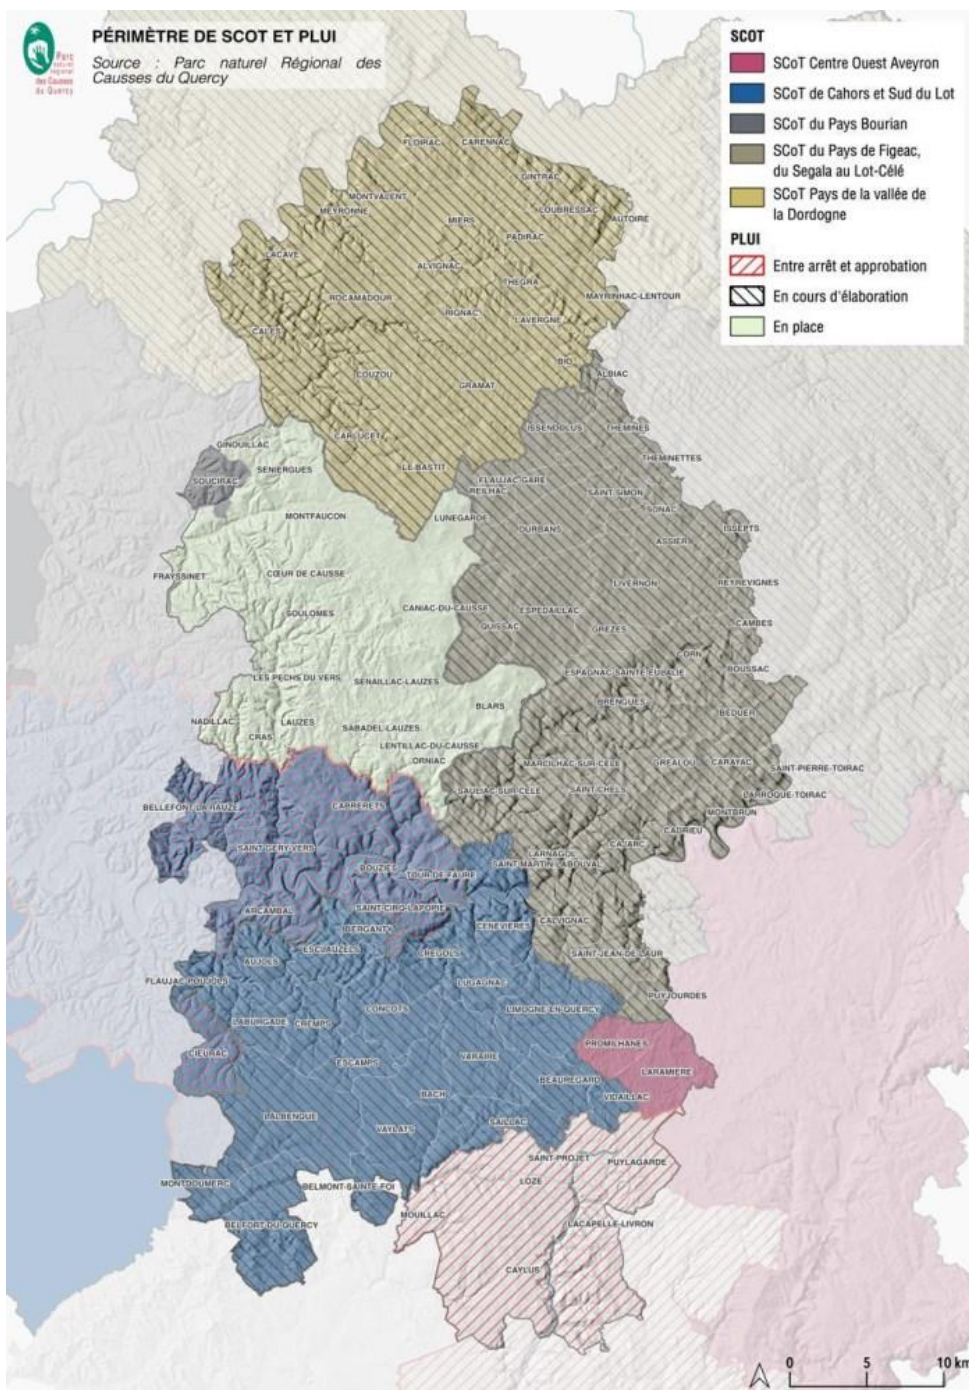 Parc
naturel
régional
des Causses
du Quercy
PÉRIMÈTRE DE SCOT ET PLUI
Source : Parc naturel Régional des
Causses du Quercy
SCOT
SCoT Centre Ouest Aveyron
SCoT de Cahors et Sud du Lot
SCoT du Pays Bourian
SCoT du Pays de Figeac,
du Segala au Lot-Célé
SCoT Pays de la vallée de
la Dordogne
PLUI
Entre arrêt et approbation
En cours d'élaboration
En place
FLOIRAC
CARENNAC
GINTRAC
MONTVALENT
MEYRONNE
LOUBRESSAC
AUTOIRE
MIERS
PADIRAC
LACAVE
ALVIGNAC
THEGRA
ROCAMADOUR
MAYRINHAC-LENTOUR
RIGNAC
LAVERGNE
CALES
BIO
COUZOU
ALBIAC
GRAMAT
ISSENDOLUS
THEMINES
CARLUCET
GINOUILLAC
THEMINETTES
SENIERGUES
LE BASTIT
SOUCIRAC
FLAUJAC-GARE
REILHAC
SAINT-SIMON
SONAC
MONTFAUCON
LUNEGARDE
DURBANS
ISSEPTS
ASSIER
FRAYSSINET
CŒUR DE CAUSSE
LIVERNON
REYREVIGNES
CANIAC-DU-CAUSSE
ESPEDAILLAC
SOULOMES
QUISSAC
GREZES
CAMBES
CORN
ESPAGNAC-SAINTE-EULALIE
BOUSSAC
LES PECHS DU VERS
SENAILLAC-LAUZES
BRENGUES
BLARS
BEDUER
NADILLAC
LAUZES
SABADEL-LAUZES
CRAS
LENTILLAC-DU-CAUSSE
ORNIAC
MARCILHAC-SUR-CELE
GREALOU
CARAYAC
SAINT-PIERRE-TOIRAC
SAULIAC-SUR-CELE
SAINT-CHELS
LARROQUE-TOIRAC
BELLEFONT-LA RAUZE
CABRERETS
MONTBRUN
CADRIEU
SAINT GERY-VERS
CAJARC
LARNAGOL
SAINT-MARTIN-LABOUVAL
BOUZIES
TOUR-DE-FAURE
ARCAMBAL
SAINT-CIRQ-LAPOPIE
CALVIGNAC
BERGANTY
CENEVIERES
ESCLAUZELS
CREGOLS
SAINT-JEAN-DE-LAUR
AUJOLS
FLAUJAC-POUJOLS
LUGAGNAC
PUYJOURDES
CONCOTS
LIMOGNE-EN-QUERCY
LABURGADE
CREMPS
PROMILHANES
CIEURAC
ESCAMPS
VARAIRE
LARAMIERE
BEAUREGARD
BACH
VIDAILLAC
LALBENQUE
VAYLATS
SAILLAC
SAINT-PROJET
PUYLAGARDE
MONTDOUMERC
BELMONT-SAINTE-FOI
LOZE
MOUILLAC
BELFORT-DU-QUERCY
LACAPELLE-LIVRON
CAYLUS
0 5 10 km